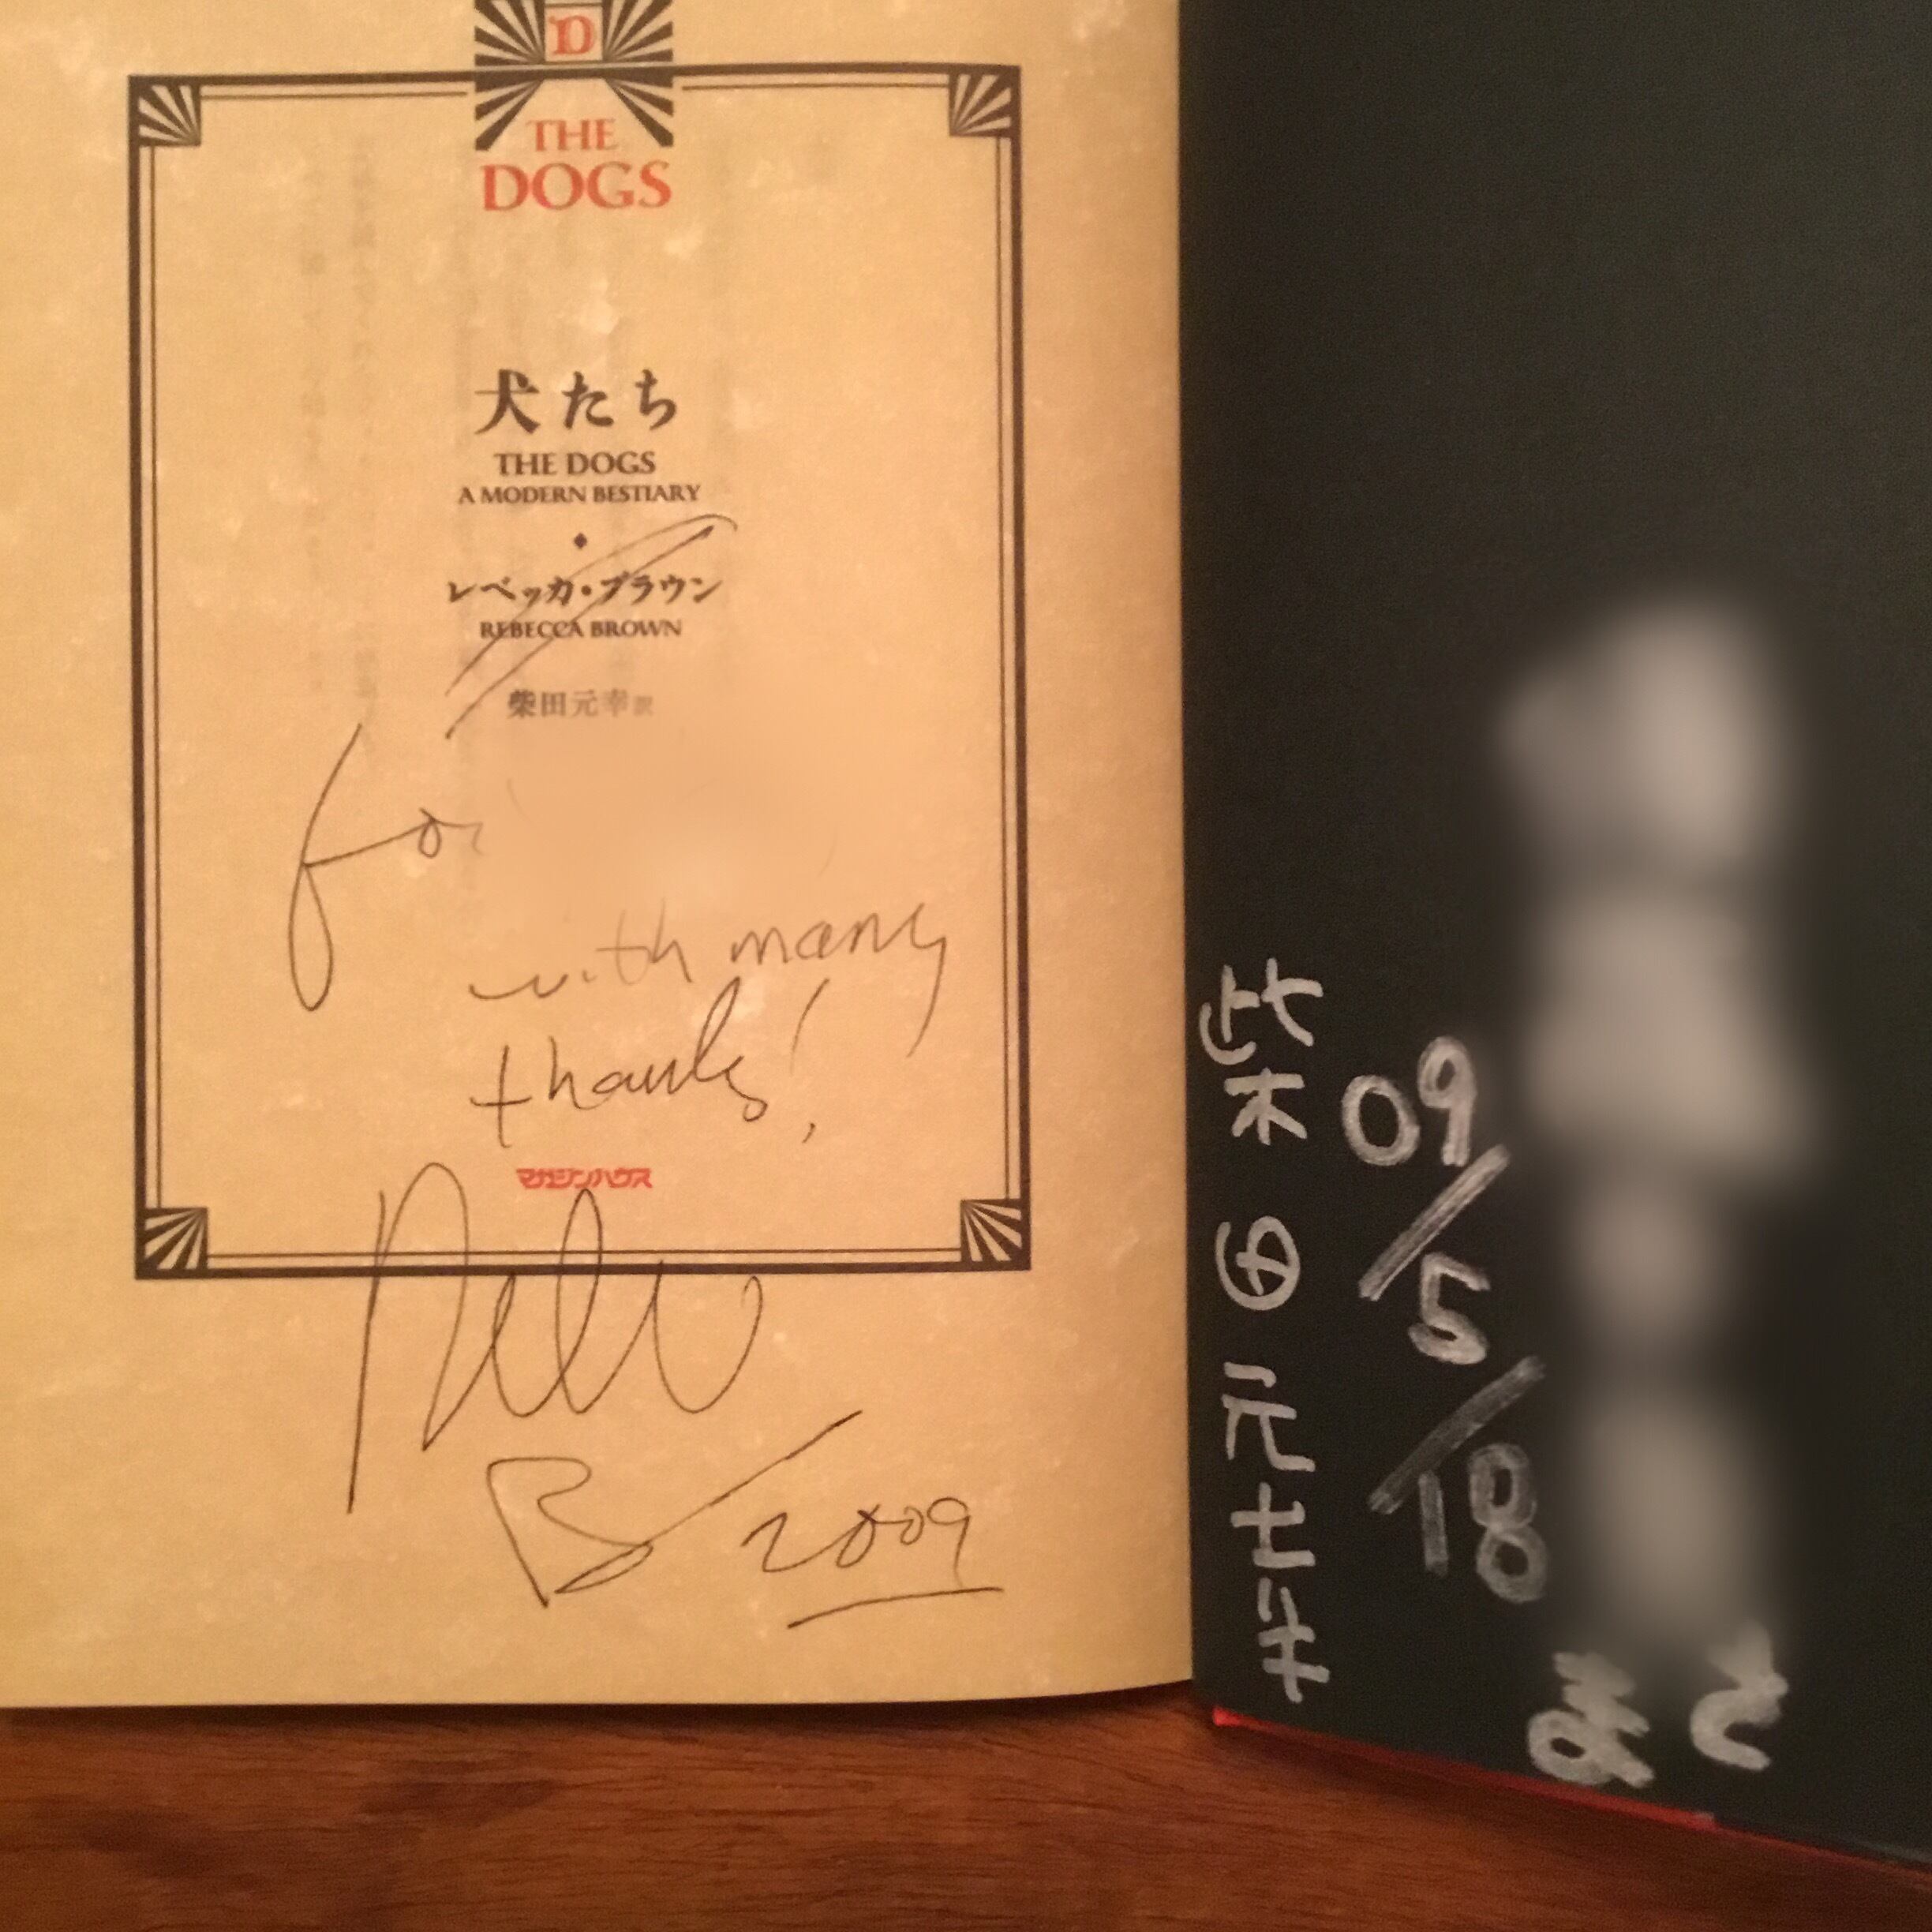 D
THE
DOGS
犬たち
THE DOGS
A MODERN BESTIARY
レベッカ・ブラウン
REBECCA BROWN
柴田元幸訳
for
with many
thanks!
マガジンハウス
B 2009
さま
09/5/18
柴田元幸